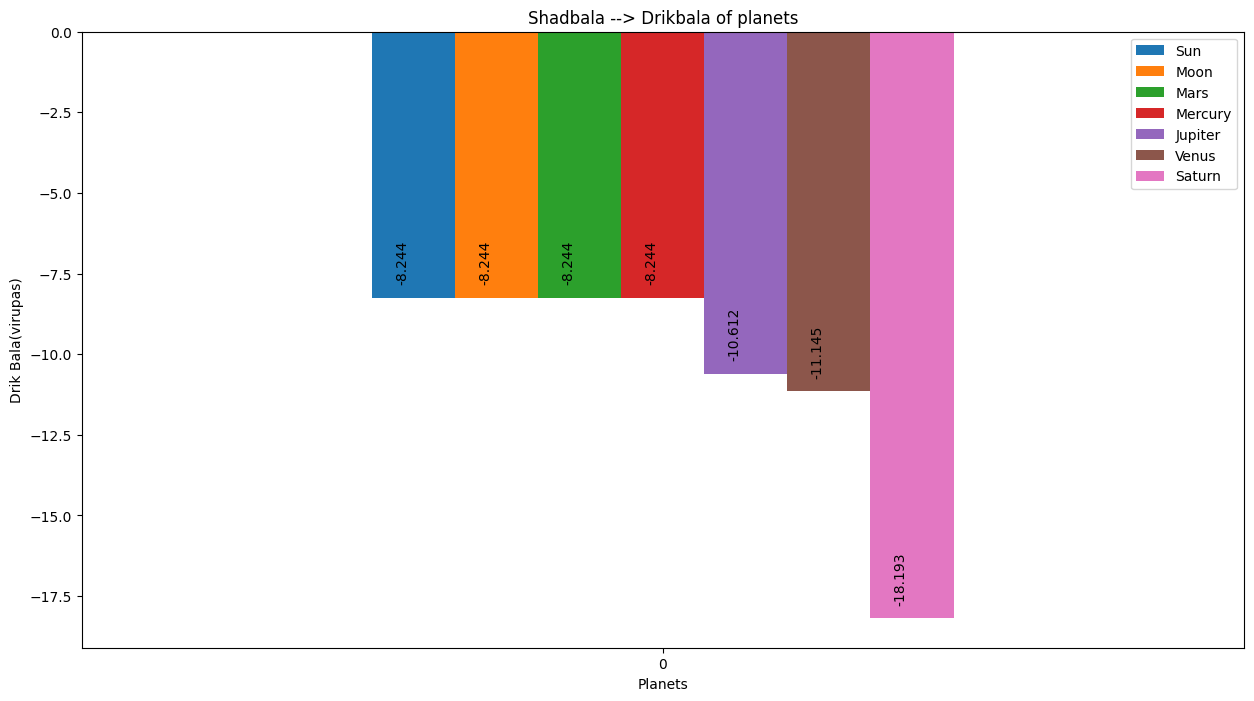 Shadbala --> Drikbala of planets
Drik Bala(virupas)
0.0
−2.5
−5.0
−7.5
−10.0
−12.5
−15.0
−17.5
-8.244
-8.244
-8.244
-8.244
-10.612
-11.145
-18.193
Sun
Moon
Mars
Mercury
Jupiter
Venus
Saturn
0
Planets